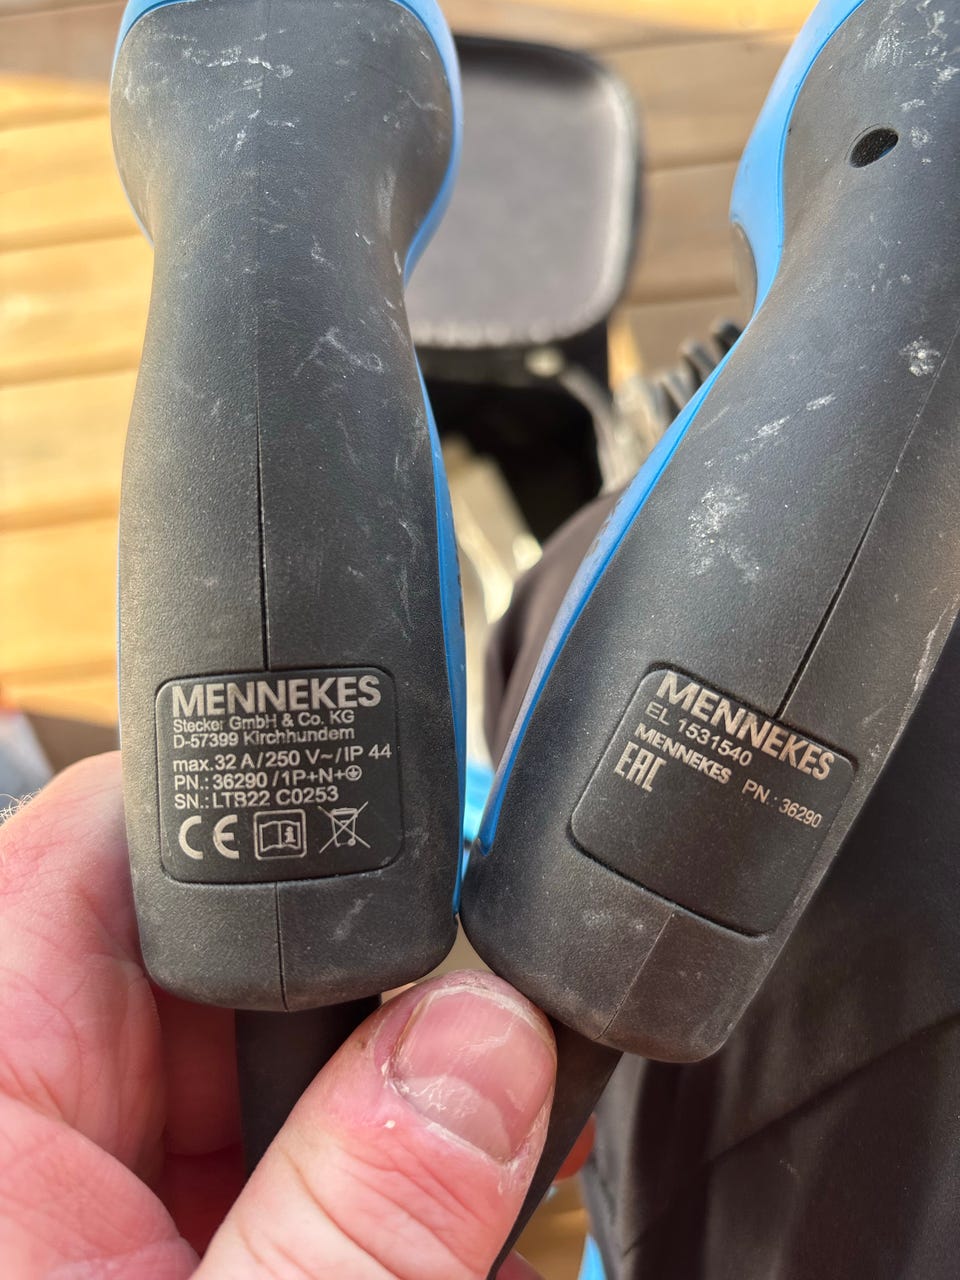 MENNEKES
Stecker GmbH & Co. KG
D-57399 Kirchhundem
max.32 A/250 V~/IP 44
PN.: 36290 /1P+N+⏚
SN.: LTB22 C0253
CE
MENNEKES
EL 1531540
MENNEKES PN.: 36290
EAC